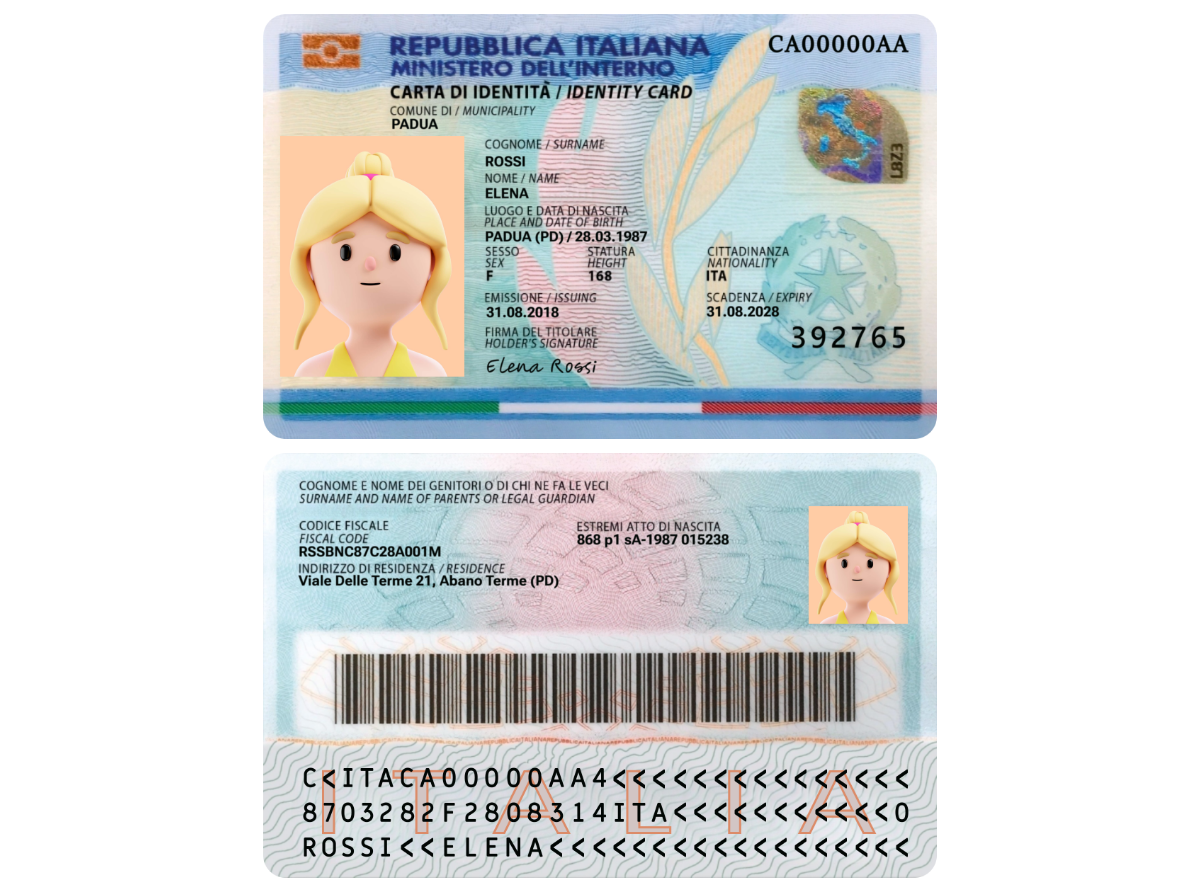 REPUBBLICA ITALIANA
CA00000AA
MINISTERO DELL'INTERNO
CARTA DI IDENTITÀ / IDENTITY CARD
COMUNE DI / MUNICIPALITY
PADUA
COGNOME / SURNAME
ROSSI
NOME / NAME
ELENA
LUOGO E DATA DI NASCITA
PLACE AND DATE OF BIRTH
PADUA (PD) / 28.03.1987
SESSO STATURA CITTADINANZA
SEX HEIGHT NATIONALITY
F 168 ITA
EMISSIONE / ISSUING SCADENZA / EXPIRY
31.08.2018 31.08.2028
FIRMA DEL TITOLARE
HOLDER'S SIGNATURE
392765
Elena Rossi
L8Z3
COGNOME E NOME DEI GENITORI O DI CHI NE FA LE VECI
SURNAME AND NAME OF PARENTS OR LEGAL GUARDIAN
CODICE FISCALE ESTREMI ATTO DI NASCITA
FISCAL CODE 868 p1 sA-1987 015238
RSSBNC87C28A001M
INDIRIZZO DI RESIDENZA / RESIDENCE
Viale Delle Terme 21, Abano Terme (PD)
ITALIA
C<ITACA00000AA4<<<<<<<<<<<<<<<
8703282F2808314ITA<<<<<<<<<<<0
ROSSI<<ELENA<<<<<<<<<<<<<<<<<<